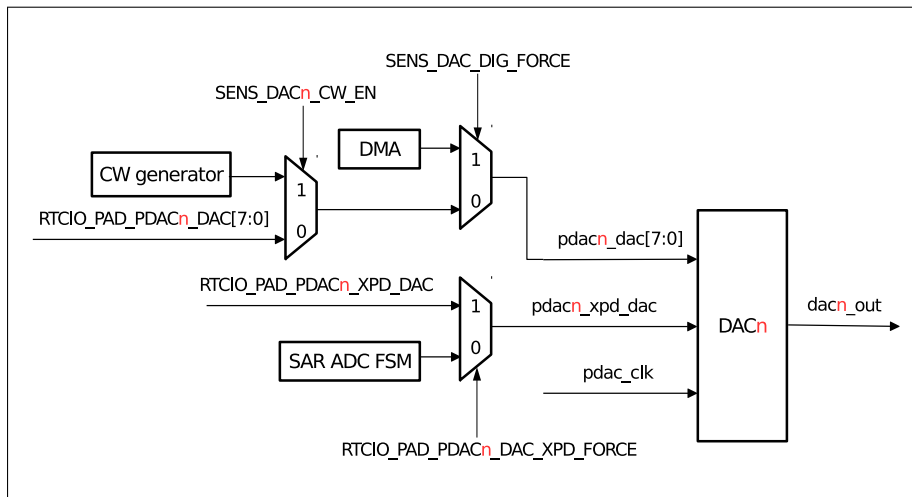 SENS_DAC_DIG_FORCE
SENS_DACn_CW_EN
DMA
1
0
CW generator
1
0
RTCIO_PAD_PDACn_DAC[7:0]
pdacn_dac[7:0]
RTCIO_PAD_PDACn_XPD_DAC
1
0
pdacn_xpd_dac
DACn
dacn_out
SAR ADC FSM
pdac_clk
RTCIO_PAD_PDACn_DAC_XPD_FORCE